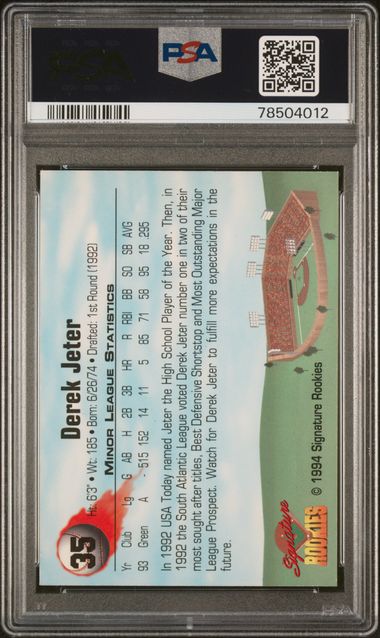 PSA
PSA
78504012
35
Derek Jeter
Ht: 6'3" • Wt: 185 • Born: 6/26/74 • Drafted: 1st Round (1992)
MINOR LEAGUE STATISTICS
Yr Club Lg G AB H 2B 3B HR R RBI BB SO SB AVG
93 Green A - 515 152 14 11 5 85 71 58 95 18 295
In 1992 USA Today named Jeter the High School Player of the Year. Then, in
1992 the South Atlantic League voted Derek Jeter number one in two of their
most sought after titles, Best Defensive Shortstop and Most Outstanding Major
League Prospect. Watch for Derek Jeter to fulfill more expectations in the
future.
Signature
ROOKIES
© 1994 Signature Rookies